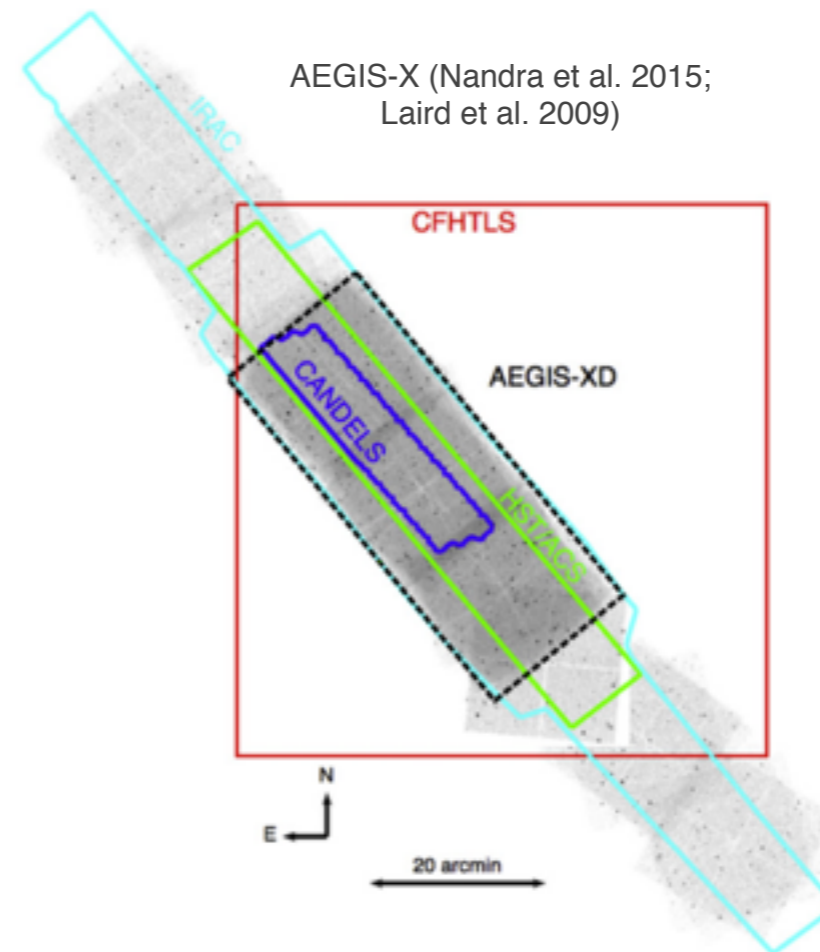 AEGIS-X (Nandra et al. 2015;
Laird et al. 2009)
IRAC
CFHTLS
AEGIS-XD
CANDELS
HST/ACS
N
E
20 arcmin